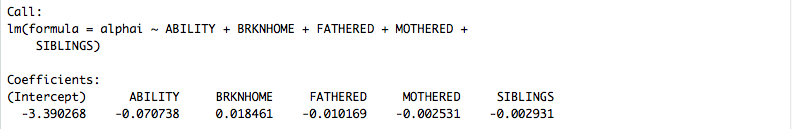 Call:
lm(formula = alphai ~ ABILITY + BRKNHOME + FATHERED + MOTHERED +
    SIBLINGS)
Coefficients:
(Intercept)      ABILITY     BRKNHOME     FATHERED     MOTHERED     SIBLINGS
  -3.390268    -0.070738     0.018461    -0.010169    -0.002531    -0.002931